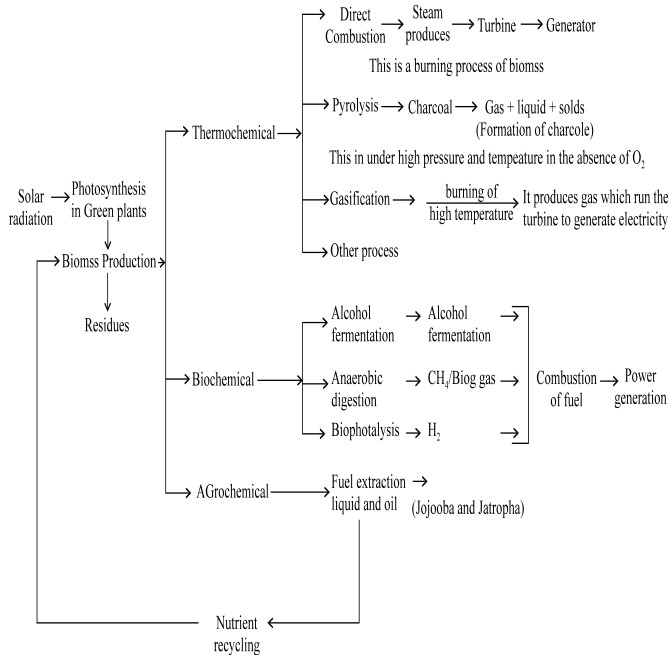 Direct
Combustion
Steam
produces
Turbine
Generator
This is a burning process of biomss
Pyrolysis
Charcoal
Gas + liquid + solds
(Formation of charcole)
This in under high pressure and tempeature in the absence of O₂
Thermochemical
Solar
radiation
Photosynthesis
in Green plants
Gasification
burning of
high temperature
It produces gas which run the
turbine to generate electricity
Other process
Biomss Production
Residues
Alcohol
fermentation
Alcohol
fermentation
Biochemical
Anaerobic
digestion
CH₄/Biog gas
Combustion
of fuel
Power
generation
Biophotalysis
H₂
AGrochemical
Fuel extraction
liquid and oil
(Jojooba and Jatropha)
Nutrient
recycling